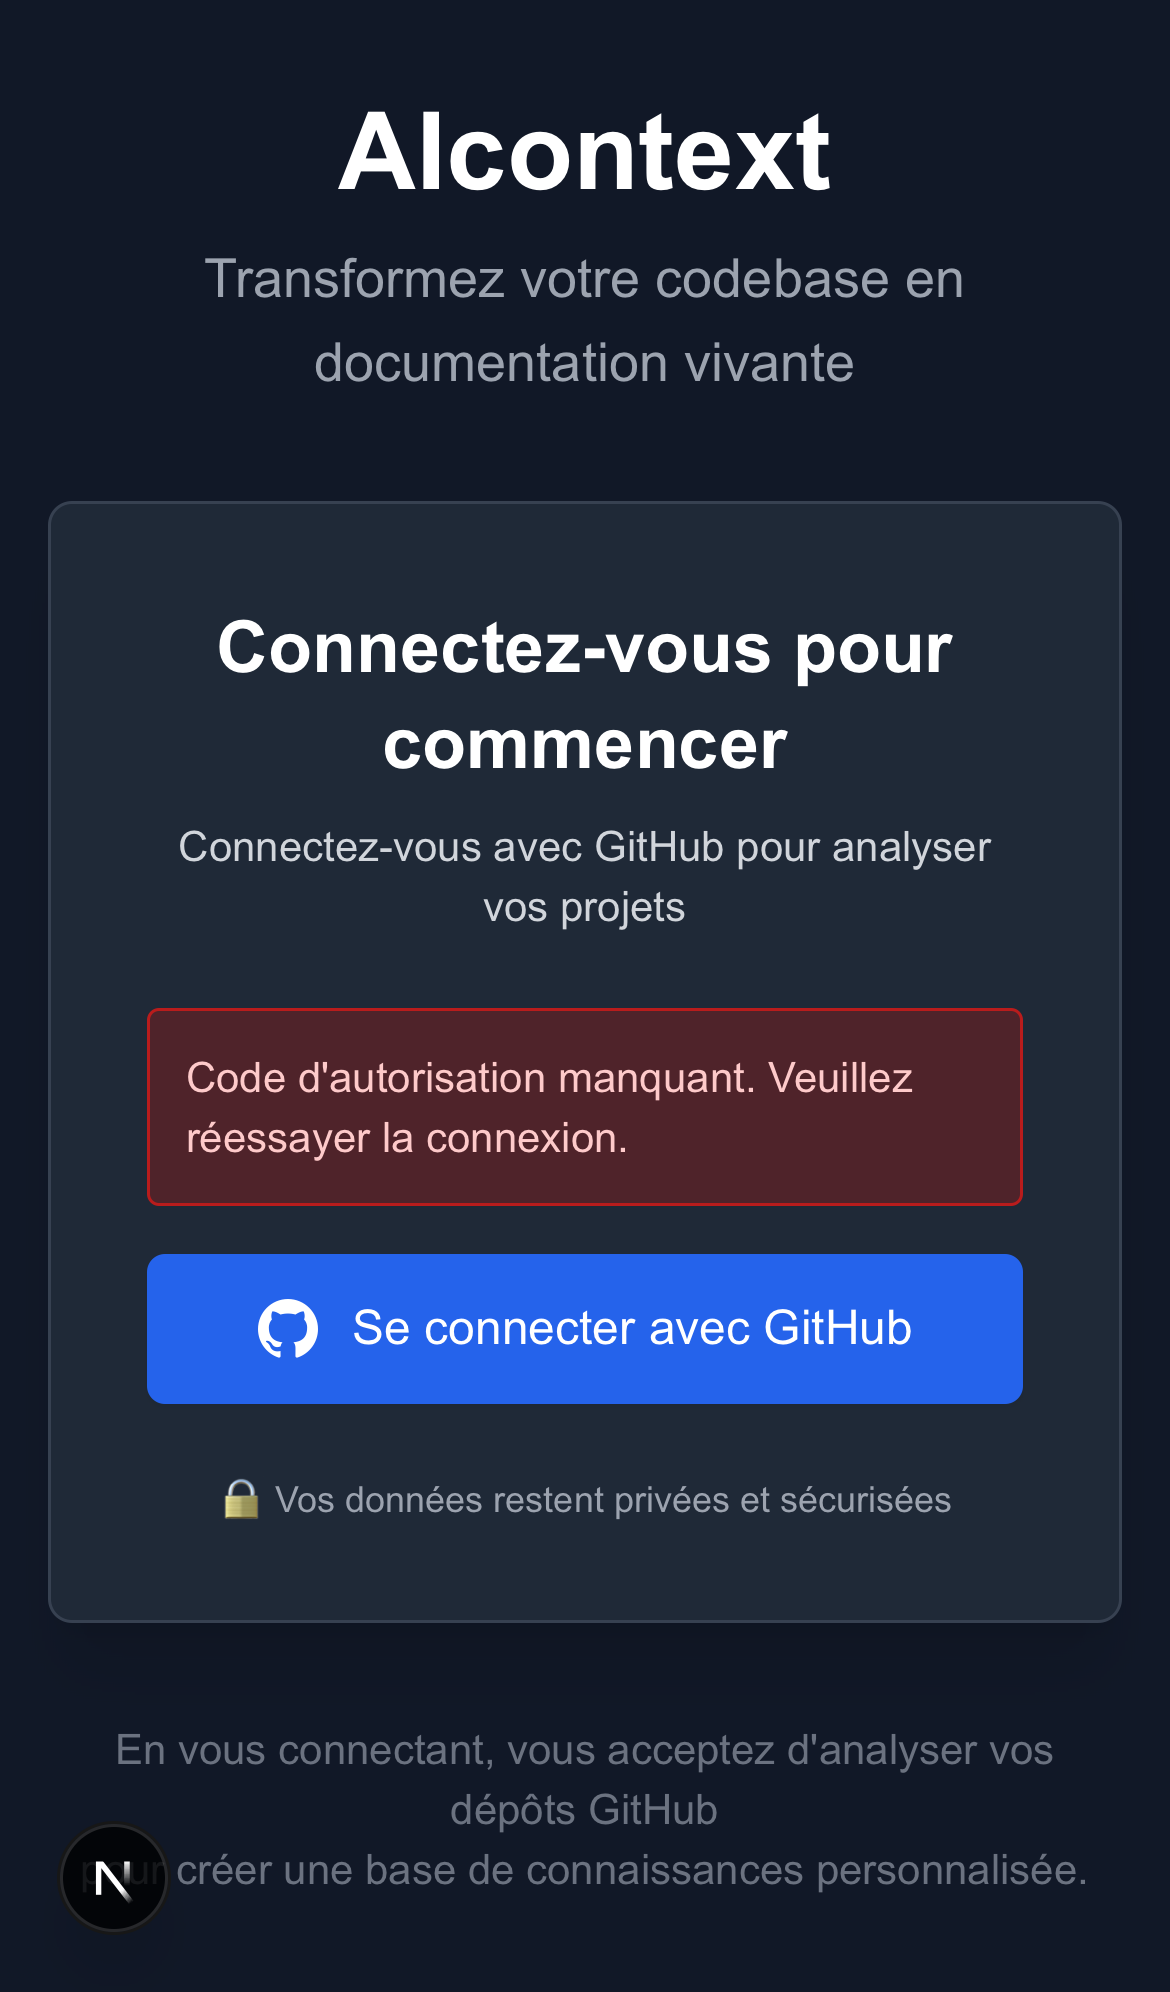 AIcontext
Transformez votre codebase en
documentation vivante
Connectez-vous pour
commencer
Connectez-vous avec GitHub pour analyser
vos projets
Code d'autorisation manquant. Veuillez
réessayer la connexion.
Se connecter avec GitHub
🔒 Vos données restent privées et sécurisées
En vous connectant, vous acceptez d'analyser vos
dépôts GitHub
pour créer une base de connaissances personnalisée.
N